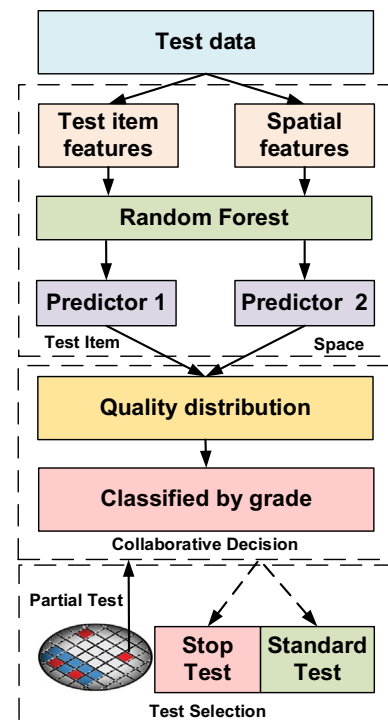 Test data
Test item
features
Spatial
features
Random Forest
Predictor 1
Predictor 2
Test Item
Space
Quality distribution
Classified by grade
Collaborative Decision
Partial Test
Stop
Test
Standard
Test
Test Selection